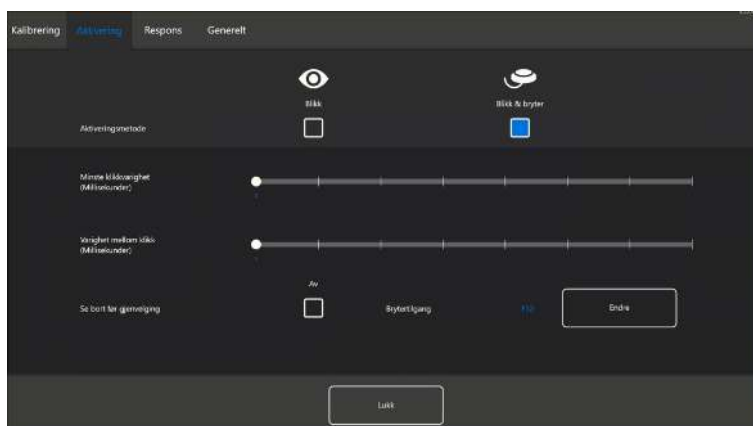 Kalibrering Aktivering Respons Generelt
Blikk Blikk & bryter
Aktiveringsmetode
Minste klikkvarighet
(Millisekunder)
Varighet mellom klikk
(Millisekunder)
Av
Se bort før gjenvelging Brytertilgang Endre
Lukk